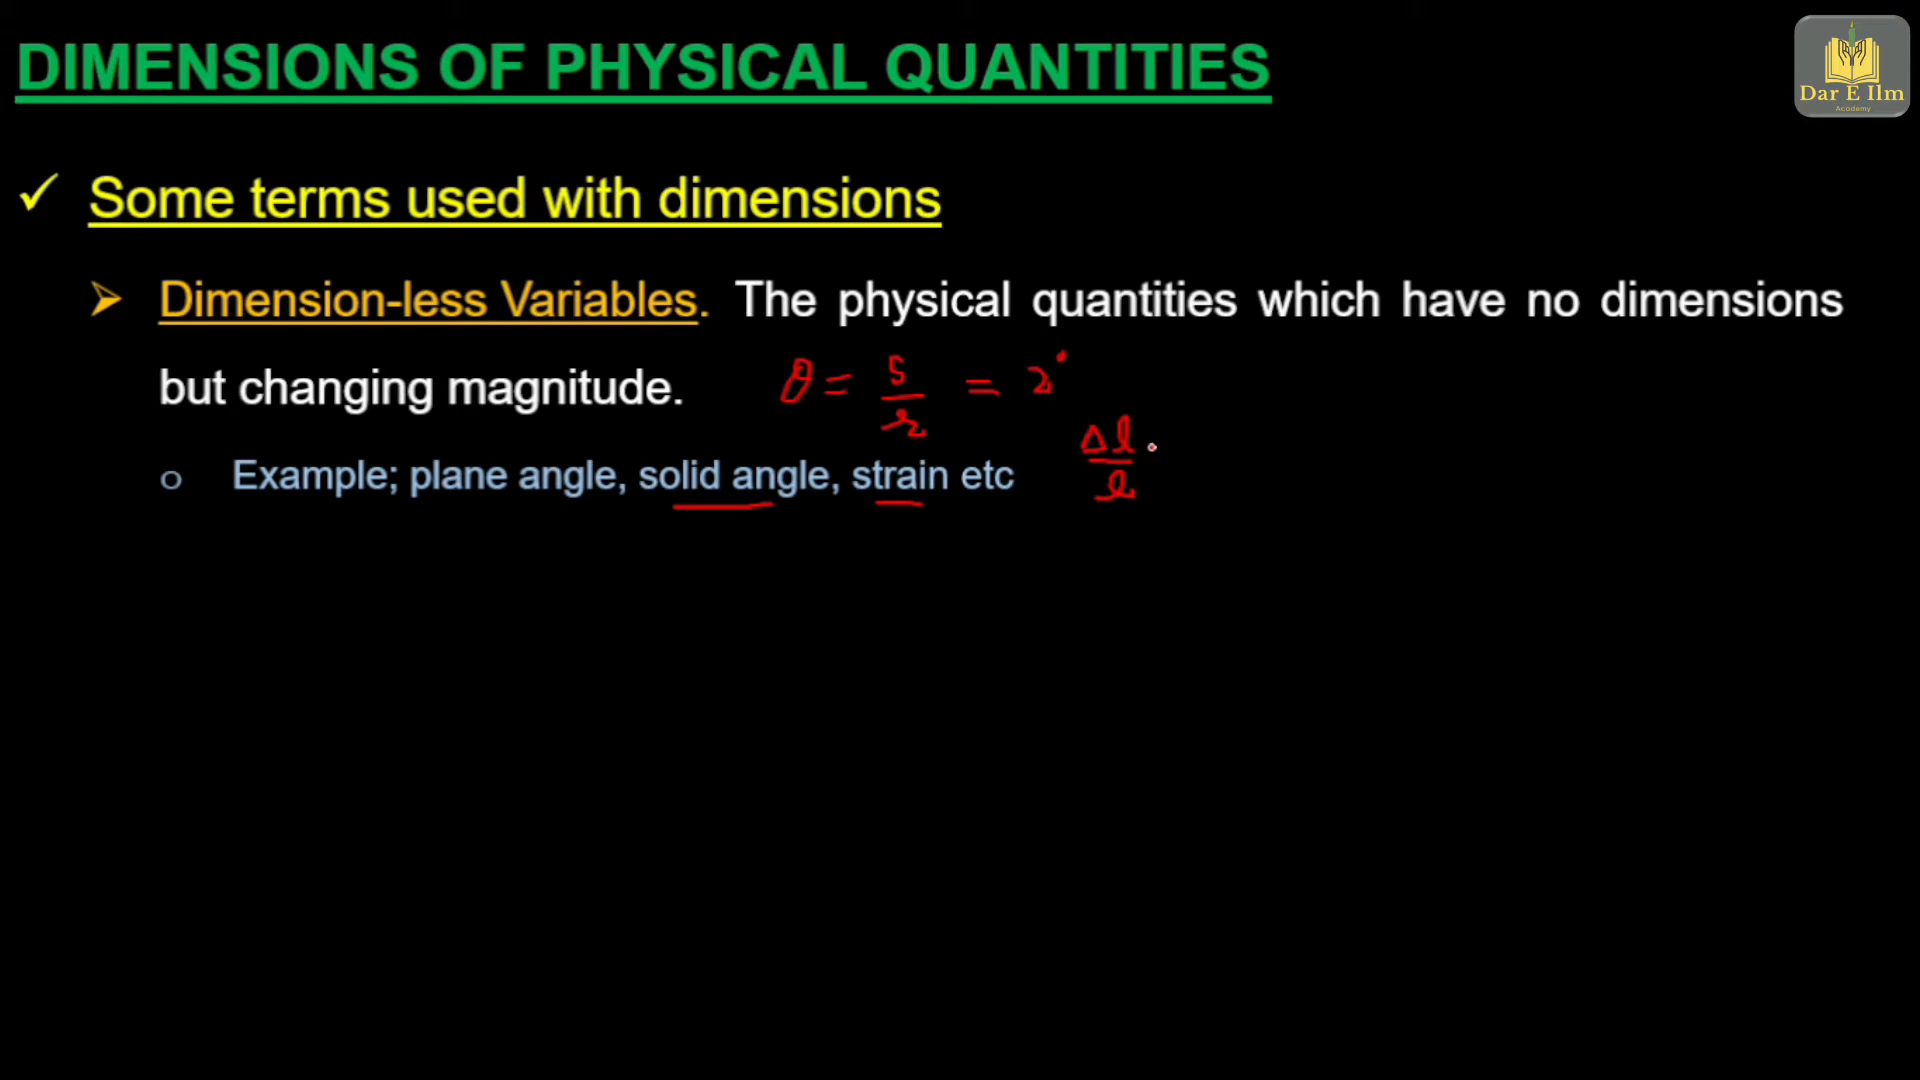 DIMENSIONS OF PHYSICAL QUANTITIES
Dar E Ilm
Academy
✓ Some terms used with dimensions
➢ Dimension-less Variables. The physical quantities which have no dimensions
but changing magnitude.
θ = s/r = 2°
o Example; plane angle, solid angle, strain etc
Δl/l